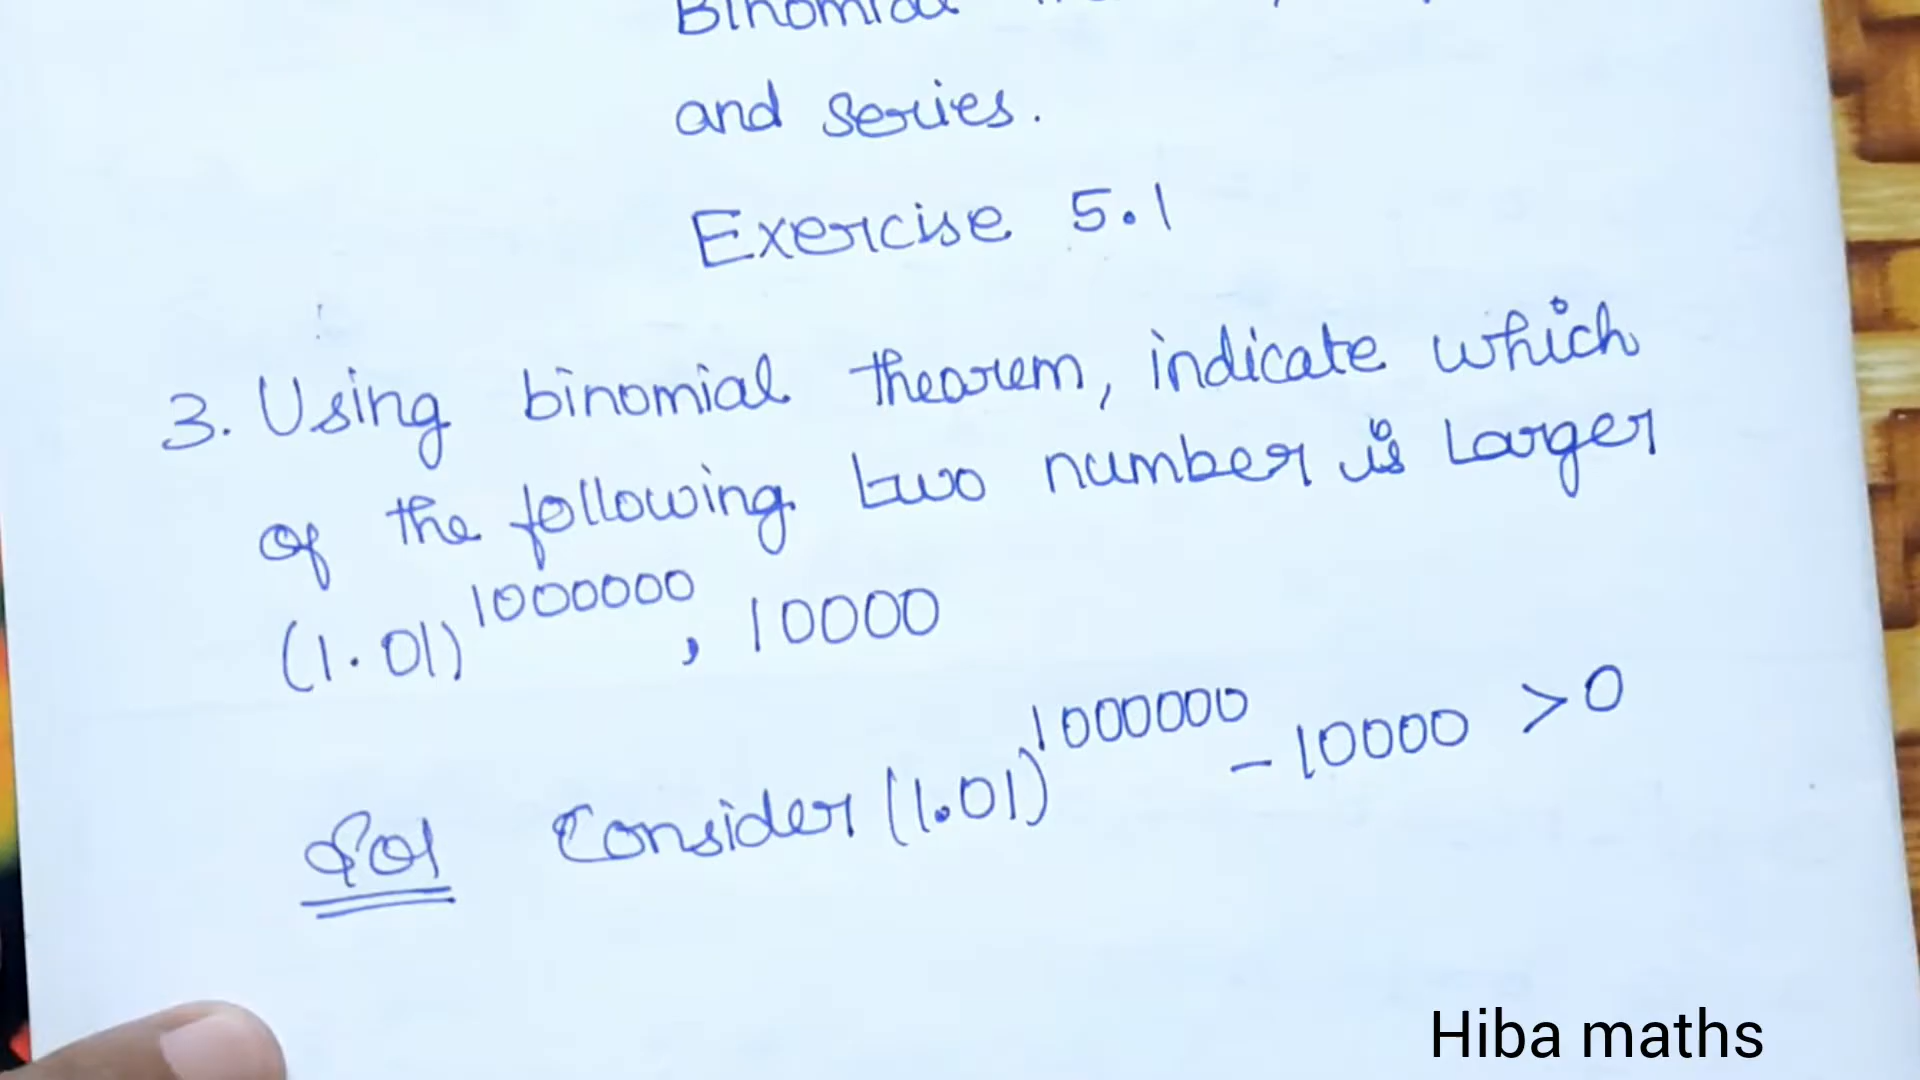 Binomial
and series.
Exercise 5.1
3. Using binomial theorem, indicate which
of the following two number is Larger
(1.01)^1000000, 10000
Sol Consider (1.01)^1000000 - 10000 > 0
Hiba maths